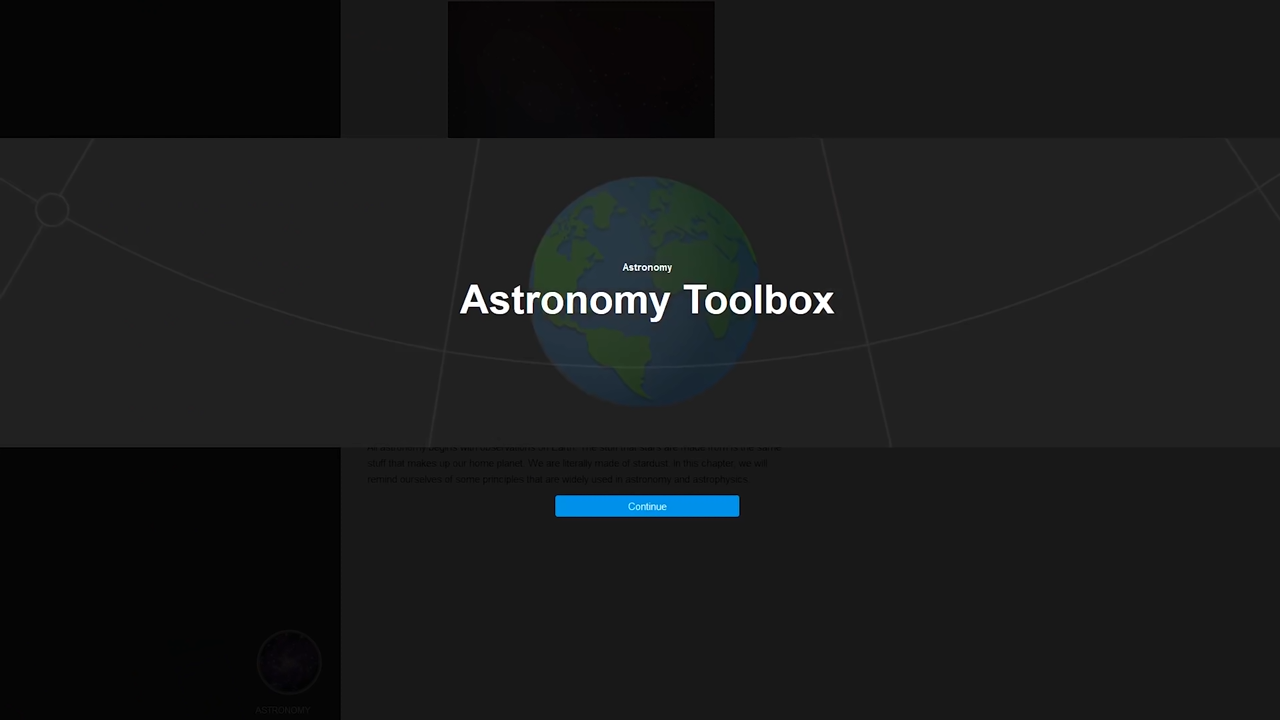 Astronomy
Astronomy Toolbox
stuff that makes up our home planet. We are literally made of stardust. In this chapter, we will
remind ourselves of some principles that are widely used in astronomy and astrophysics.
Continue
ASTRONOMY